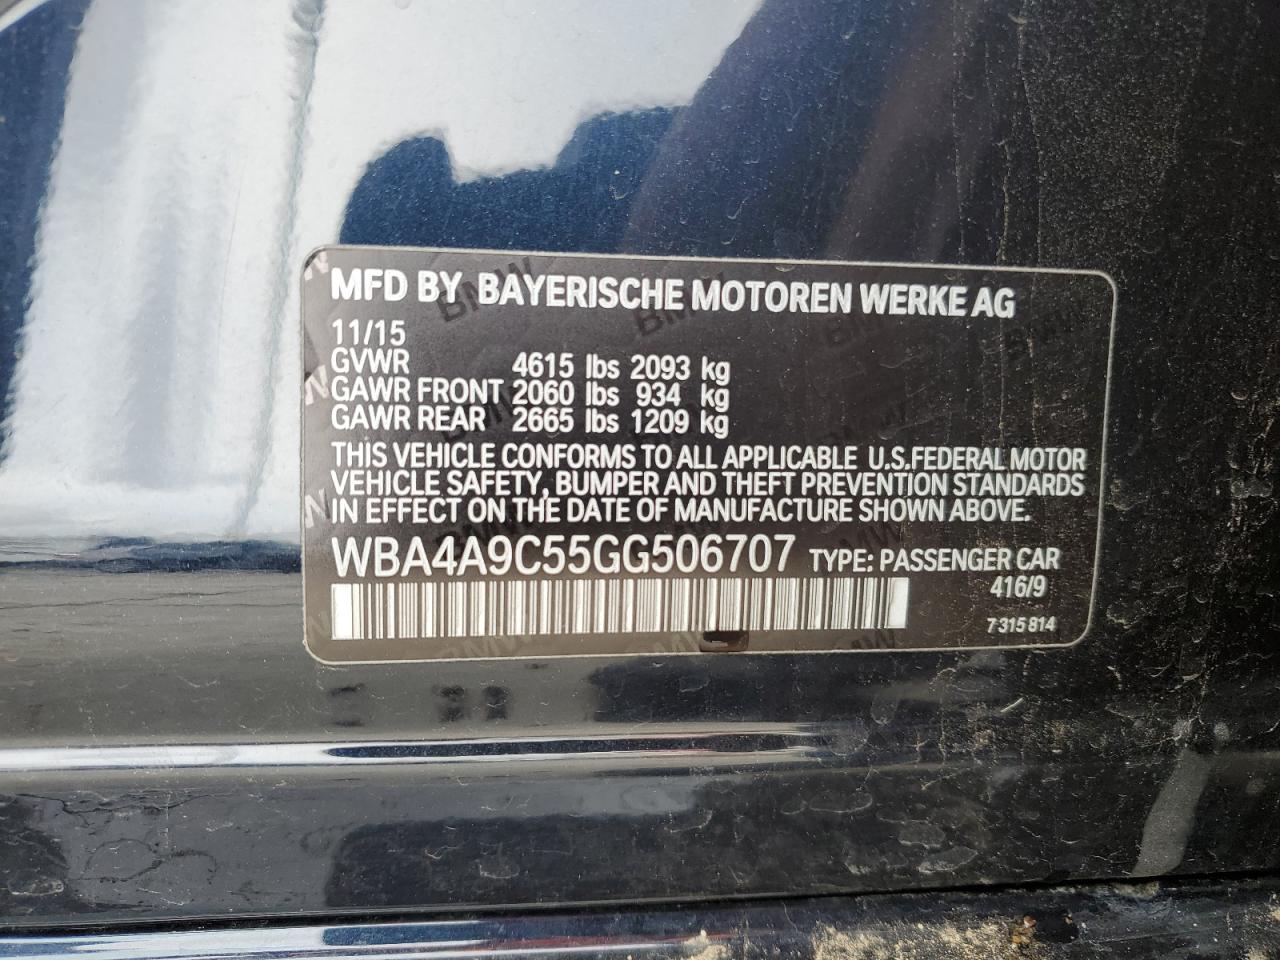 MFD BY BAYERISCHE MOTOREN WERKE AG
11/15
GVWR 4615 lbs 2093 kg
GAWR FRONT 2060 lbs 934 kg
GAWR REAR 2665 lbs 1209 kg
THIS VEHICLE CONFORMS TO ALL APPLICABLE U.S.FEDERAL MOTOR
VEHICLE SAFETY, BUMPER AND THEFT PREVENTION STANDARDS
IN EFFECT ON THE DATE OF MANUFACTURE SHOWN ABOVE.
WBA4A9C55GG506707 TYPE: PASSENGER CAR
416/9
7 315 814